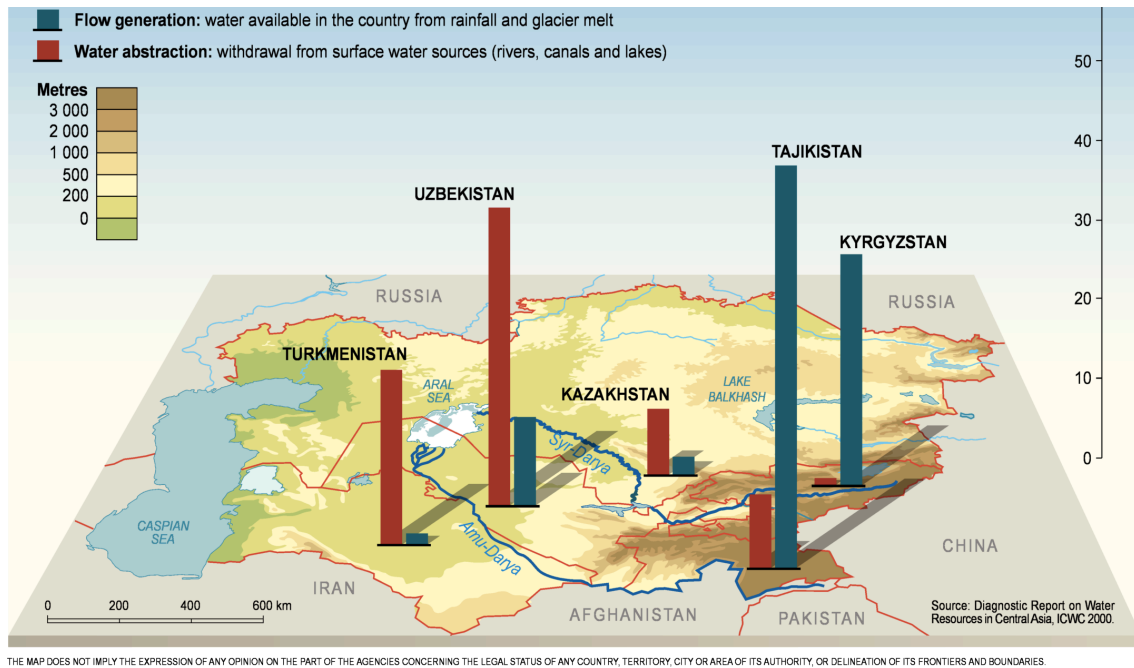 Flow generation: water available in the country from rainfall and glacier melt
Water abstraction: withdrawal from surface water sources (rivers, canals and lakes)
50
Metres
3 000
2 000
1 000
500
200
0
40
TAJIKISTAN
UZBEKISTAN
30
KYRGYZSTAN
RUSSIA
RUSSIA
20
TURKMENISTAN
ARAL
SEA
KAZAKHSTAN
LAKE
BALKHASH
10
Syr-Darya
0
CASPIAN
SEA
Amu-Darya
CHINA
IRAN
AFGHANISTAN
PAKISTAN
0 200 400 600 km
Source: Diagnostic Report on Water
Resources in Central Asia, ICWC 2000.
THE MAP DOES NOT IMPLY THE EXPRESSION OF ANY OPINION ON THE PART OF THE AGENCIES CONCERNING THE LEGAL STATUS OF ANY COUNTRY, TERRITORY, CITY OR AREA OF ITS AUTHORITY, OR DELINEATION OF ITS FRONTIERS AND BOUNDARIES.